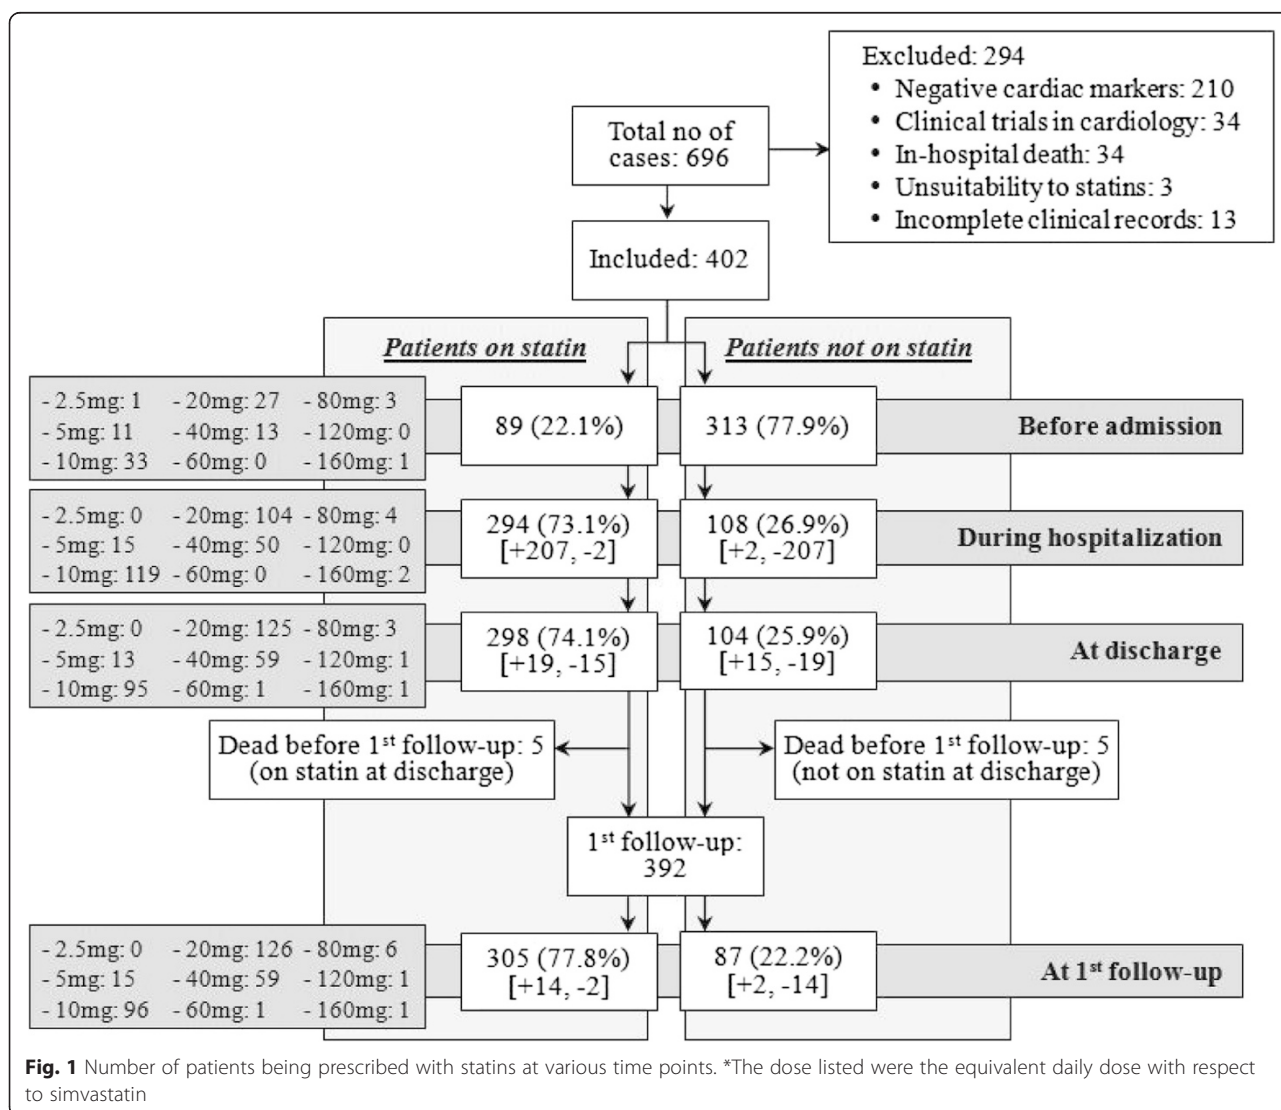 Total no of
cases: 696
Excluded: 294
• Negative cardiac markers: 210
• Clinical trials in cardiology: 34
• In-hospital death: 34
• Unsuitability to statins: 3
• Incomplete clinical records: 13
Included: 402
Patients on statin
Patients not on statin
- 2.5mg: 1 - 20mg: 27 - 80mg: 3
- 5mg: 11 - 40mg: 13 - 120mg: 0
- 10mg: 33 - 60mg: 0 - 160mg: 1
89 (22.1%)
313 (77.9%)
Before admission
- 2.5mg: 0 - 20mg: 104 - 80mg: 4
- 5mg: 15 - 40mg: 50 - 120mg: 0
- 10mg: 119 - 60mg: 0 - 160mg: 2
294 (73.1%)
[+207, -2]
108 (26.9%)
[+2, -207]
During hospitalization
- 2.5mg: 0 - 20mg: 125 - 80mg: 3
- 5mg: 13 - 40mg: 59 - 120mg: 1
- 10mg: 95 - 60mg: 1 - 160mg: 1
298 (74.1%)
[+19, -15]
104 (25.9%)
[+15, -19]
At discharge
Dead before 1st follow-up: 5
(on statin at discharge)
Dead before 1st follow-up: 5
(not on statin at discharge)
1st follow-up:
392
- 2.5mg: 0 - 20mg: 126 - 80mg: 6
- 5mg: 15 - 40mg: 59 - 120mg: 1
- 10mg: 96 - 60mg: 1 - 160mg: 1
305 (77.8%)
[+14, -2]
87 (22.2%)
[+2, -14]
At 1st follow-up
Fig. 1 Number of patients being prescribed with statins at various time points. *The dose listed were the equivalent daily dose with respect
to simvastatin